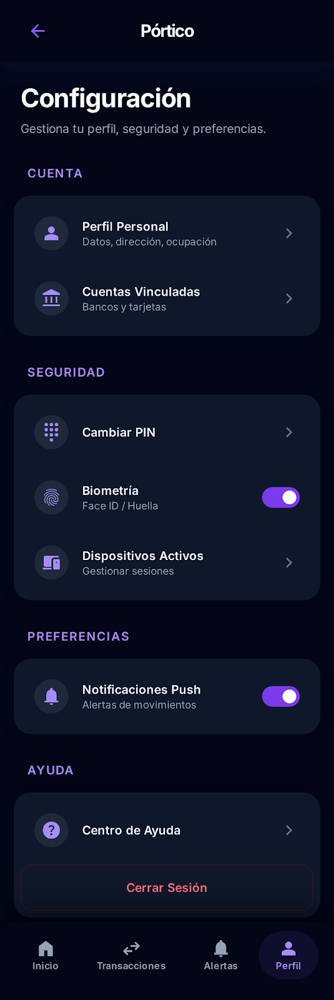 Pórtico
Configuración
Gestiona tu perfil, seguridad y preferencias.
CUENTA
Perfil Personal
Datos, dirección, ocupación
Cuentas Vinculadas
Bancos y tarjetas
SEGURIDAD
Cambiar PIN
Biometría
Face ID / Huella
Dispositivos Activos
Gestionar sesiones
PREFERENCIAS
Notificaciones Push
Alertas de movimientos
AYUDA
Centro de Ayuda
Cerrar Sesión
Inicio
Transacciones
Alertas
Perfil